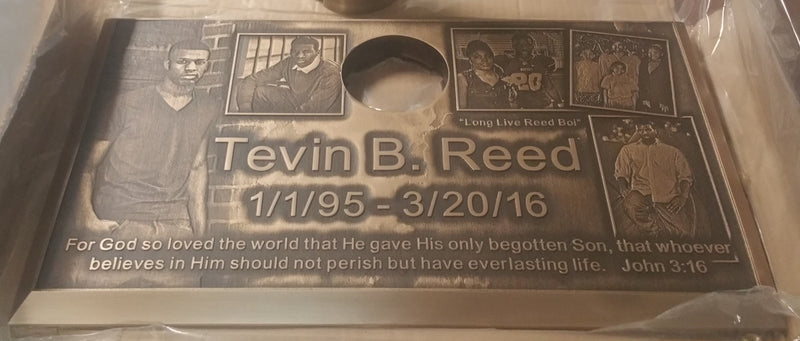 20
"Long Live Reed Boi"
Tevin B. Reed
1/1/95 - 3/20/16
For God so loved the world that He gave His only begotten Son, that whoever
believes in Him should not perish but have everlasting life. John 3:16